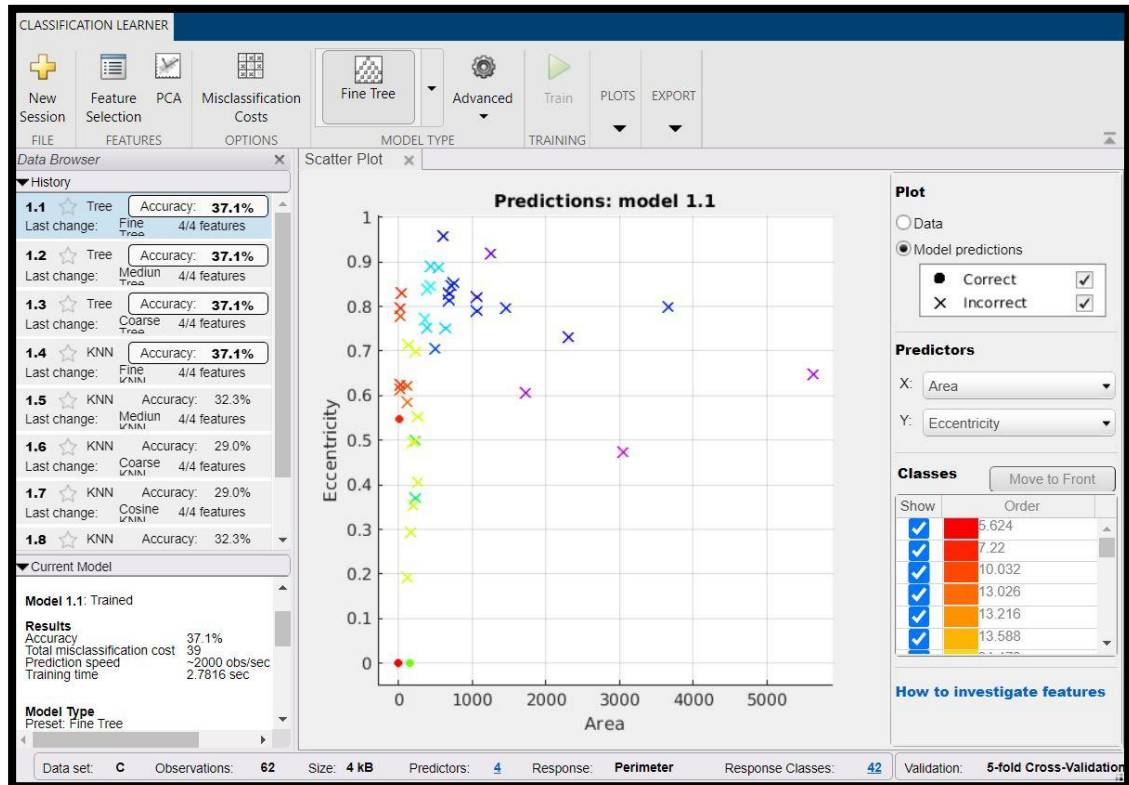 CLASSIFICATION LEARNER
New Session
Feature Selection
PCA
Misclassification Costs
Fine Tree
Advanced
Train
PLOTS
EXPORT
FILE
FEATURES
OPTIONS
MODEL TYPE
TRAINING
Data Browser
History
1.1 Tree Accuracy: 37.1%
Last change: Fine Tree 4/4 features
1.2 Tree Accuracy: 37.1%
Last change: Mediun Tree 4/4 features
1.3 Tree Accuracy: 37.1%
Last change: Coarse Tree 4/4 features
1.4 KNN Accuracy: 37.1%
Last change: Fine KNN 4/4 features
1.5 KNN Accuracy: 32.3%
Last change: Mediun KNN 4/4 features
1.6 KNN Accuracy: 29.0%
Last change: Coarse KNN 4/4 features
1.7 KNN Accuracy: 29.0%
Last change: Cosine KNN 4/4 features
1.8 KNN Accuracy: 32.3%
Current Model
Model 1.1: Trained
Results
Accuracy 37.1%
Total misclassification cost 39
Prediction speed ~2000 obs/sec
Training time 2.7816 sec
Model Type
Preset: Fine Tree
Scatter Plot
Predictions: model 1.1
1
0.9
0.8
0.7
0.6
0.5
0.4
0.3
0.2
0.1
0
Eccentricity
0 1000 2000 3000 4000 5000
Area
Plot
Data
Model predictions
Correct
Incorrect
Predictors
X: Area
Y: Eccentricity
Classes
Move to Front
Show Order
5.624
7.22
10.032
13.026
13.216
13.588
How to investigate features
Data set: C Observations: 62 Size: 4 kB Predictors: 4 Response: Perimeter Response Classes: 42 Validation: 5-fold Cross-Validation